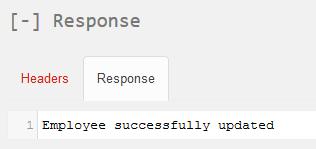 [-] Response
Headers Response
1 Employee successfully updated